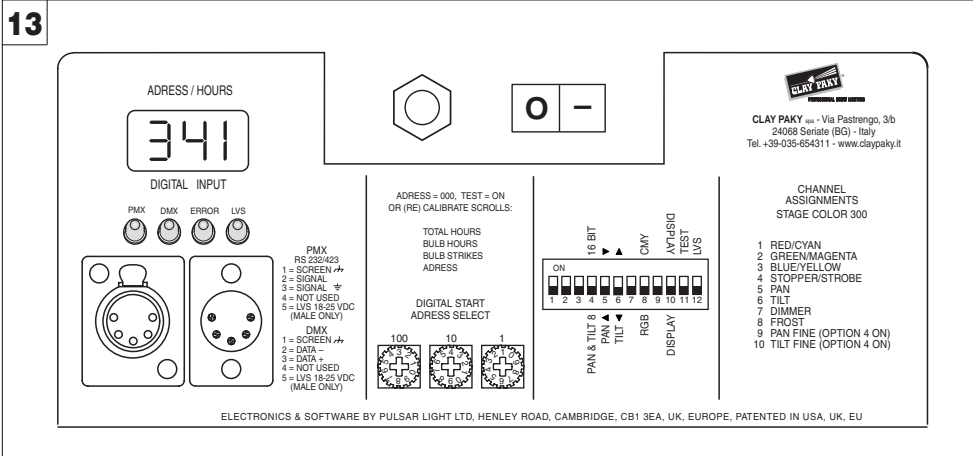 13
ADRESS / HOURS
341
DIGITAL INPUT
PMX DMX ERROR LVS
PMX
RS 232/423
1 = SCREEN
2 = SIGNAL
3 = SIGNAL
4 = NOT USED
5 = LVS 18-25 VDC
(MALE ONLY)
DMX
1 = SCREEN
2 = DATA –
3 = DATA +
4 = NOT USED
5 = LVS 18-25 VDC
(MALE ONLY)
O –
ADRESS = 000, TEST = ON
OR (RE) CALIBRATE SCROLLS:
TOTAL HOURS
BULB HOURS
BULB STRIKES
ADRESS
DIGITAL START
ADRESS SELECT
100 10 1
16 BIT
CMY
DISPLAY
TEST
LVS
ON
1 2 3 4 5 6 7 8 9 10 11 12
PAN & TILT 8
PAN
TILT
RGB
DISPLAY
CLAY PAKY
PROFESSIONAL SHOW LIGHTING
CLAY PAKY spa - Via Pastrengo, 3/b
24068 Seriate (BG) - Italy
Tel. +39-035-654311 - www.claypaky.it
CHANNEL
ASSIGNMENTS
STAGE COLOR 300
1 RED/CYAN
2 GREEN/MAGENTA
3 BLUE/YELLOW
4 STOPPER/STROBE
5 PAN
6 TILT
7 DIMMER
8 FROST
9 PAN FINE (OPTION 4 ON)
10 TILT FINE (OPTION 4 ON)
ELECTRONICS & SOFTWARE BY PULSAR LIGHT LTD, HENLEY ROAD, CAMBRIDGE, CB1 3EA, UK, EUROPE, PATENTED IN USA, UK, EU